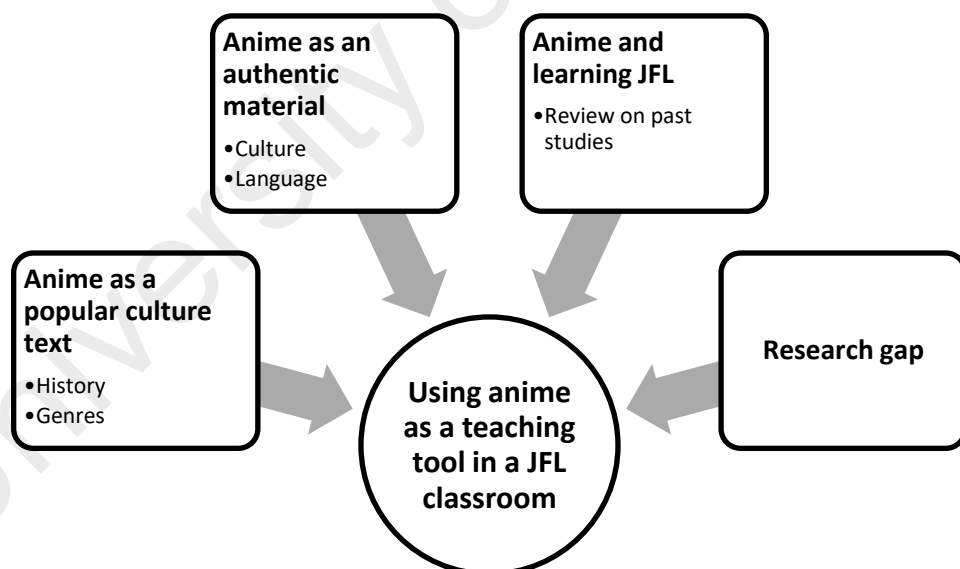 Anime as an
authentic
material
•Culture
•Language
Anime and
learning JFL
•Review on past
studies
Anime as a
popular culture
text
•History
•Genres
Research gap
Using anime
as a teaching
tool in a JFL
classroom
University o